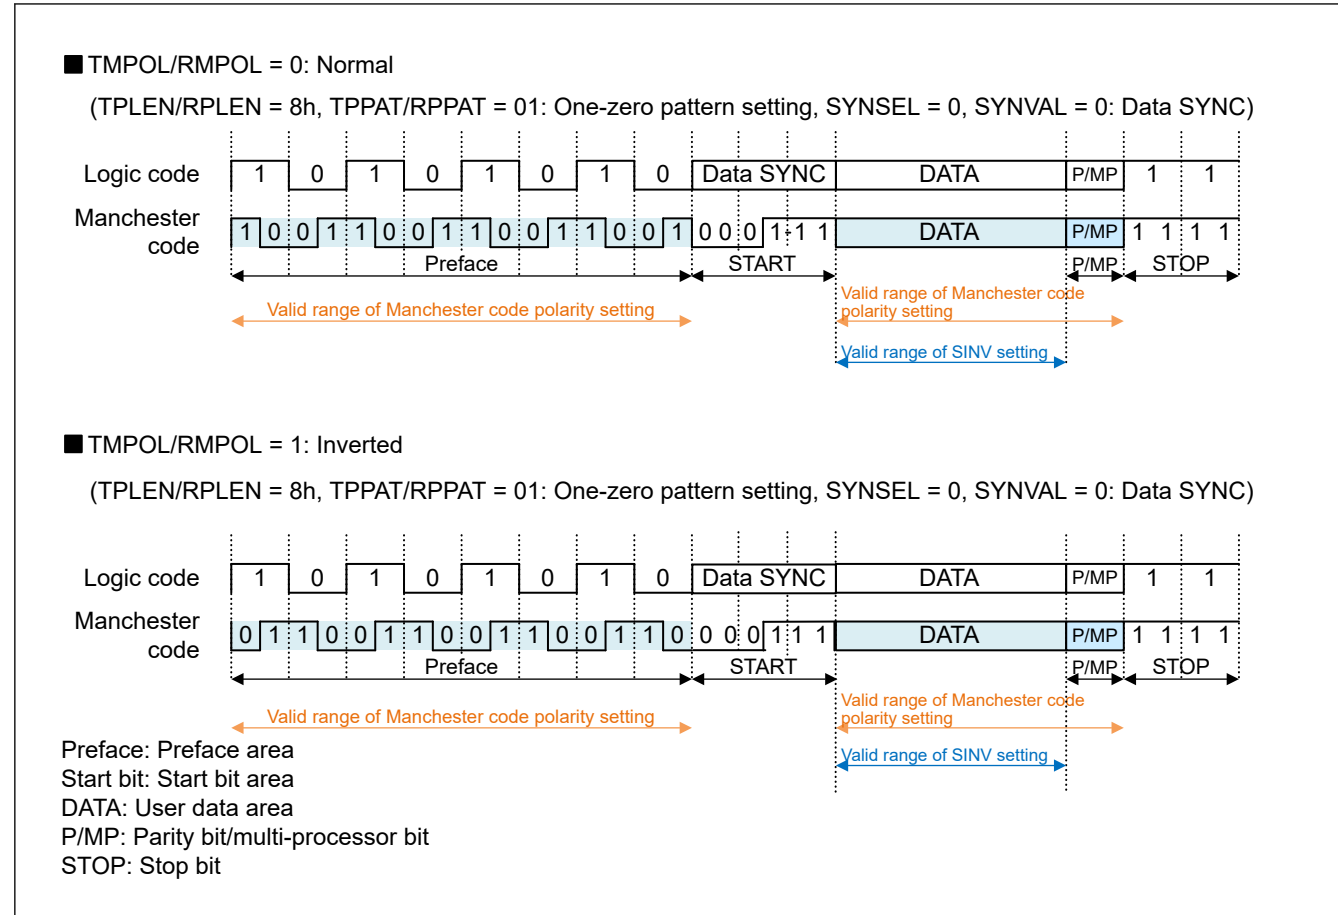 ■ TMPOL/RMPOL = 0: Normal
(TPLEN/RPLEN = 8h, TPPAT/RPPAT = 01: One-zero pattern setting, SYNSEL = 0, SYNVAL = 0: Data SYNC)
Logic code 1 0 1 0 1 0 1 0 Data SYNC DATA P/MP 1 1
Manchester code 1 0 0 1 1 0 0 1 1 0 0 1 1 0 0 1 0 0 0 1 1 1 DATA P/MP 1 1 1 1
Preface START P/MP STOP
Valid range of Manchester code polarity setting
Valid range of Manchester code
polarity setting
Valid range of SINV setting
■ TMPOL/RMPOL = 1: Inverted
(TPLEN/RPLEN = 8h, TPPAT/RPPAT = 01: One-zero pattern setting, SYNSEL = 0, SYNVAL = 0: Data SYNC)
Logic code 1 0 1 0 1 0 1 0 Data SYNC DATA P/MP 1 1
Manchester code 0 1 1 0 0 1 1 0 0 1 1 0 0 1 1 0 0 0 0 1 1 1 DATA P/MP 1 1 1 1
Preface START P/MP STOP
Valid range of Manchester code polarity setting
Valid range of Manchester code
polarity setting
Valid range of SINV setting
Preface: Preface area
Start bit: Start bit area
DATA: User data area
P/MP: Parity bit/multi-processor bit
STOP: Stop bit